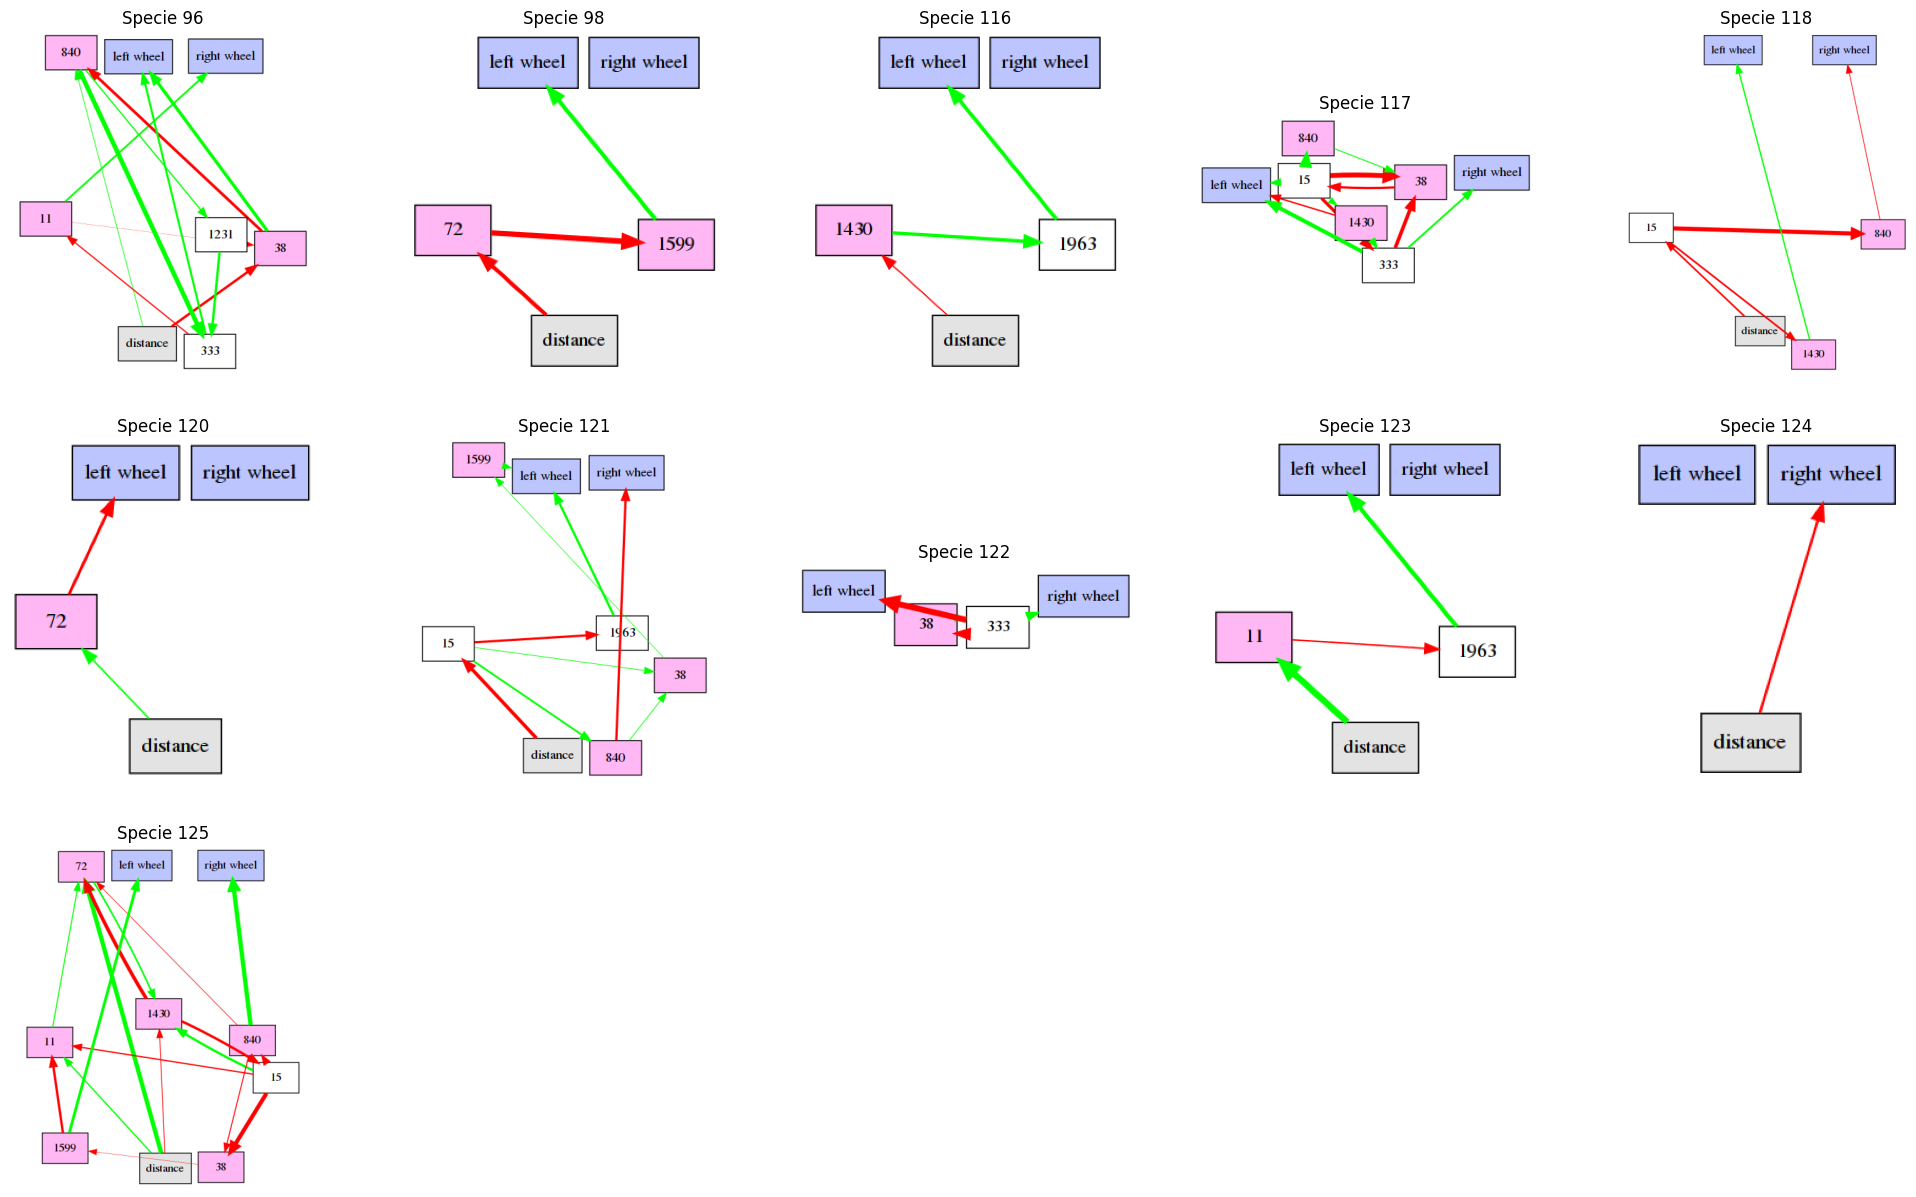 Specie 96
840
left wheel
right wheel
11
1231
38
distance
333
Specie 98
left wheel
right wheel
72
1599
distance
Specie 116
left wheel
right wheel
1430
1963
distance
Specie 117
840
left wheel
15
38
right wheel
1430
333
Specie 118
left wheel
right wheel
15
840
distance
1430
Specie 120
left wheel
right wheel
72
distance
Specie 121
1599
left wheel
right wheel
15
1963
38
distance
840
Specie 122
left wheel
38
333
right wheel
Specie 123
left wheel
right wheel
11
1963
distance
Specie 124
left wheel
right wheel
distance
Specie 125
72
left wheel
right wheel
1430
11
840
15
1599
distance
38